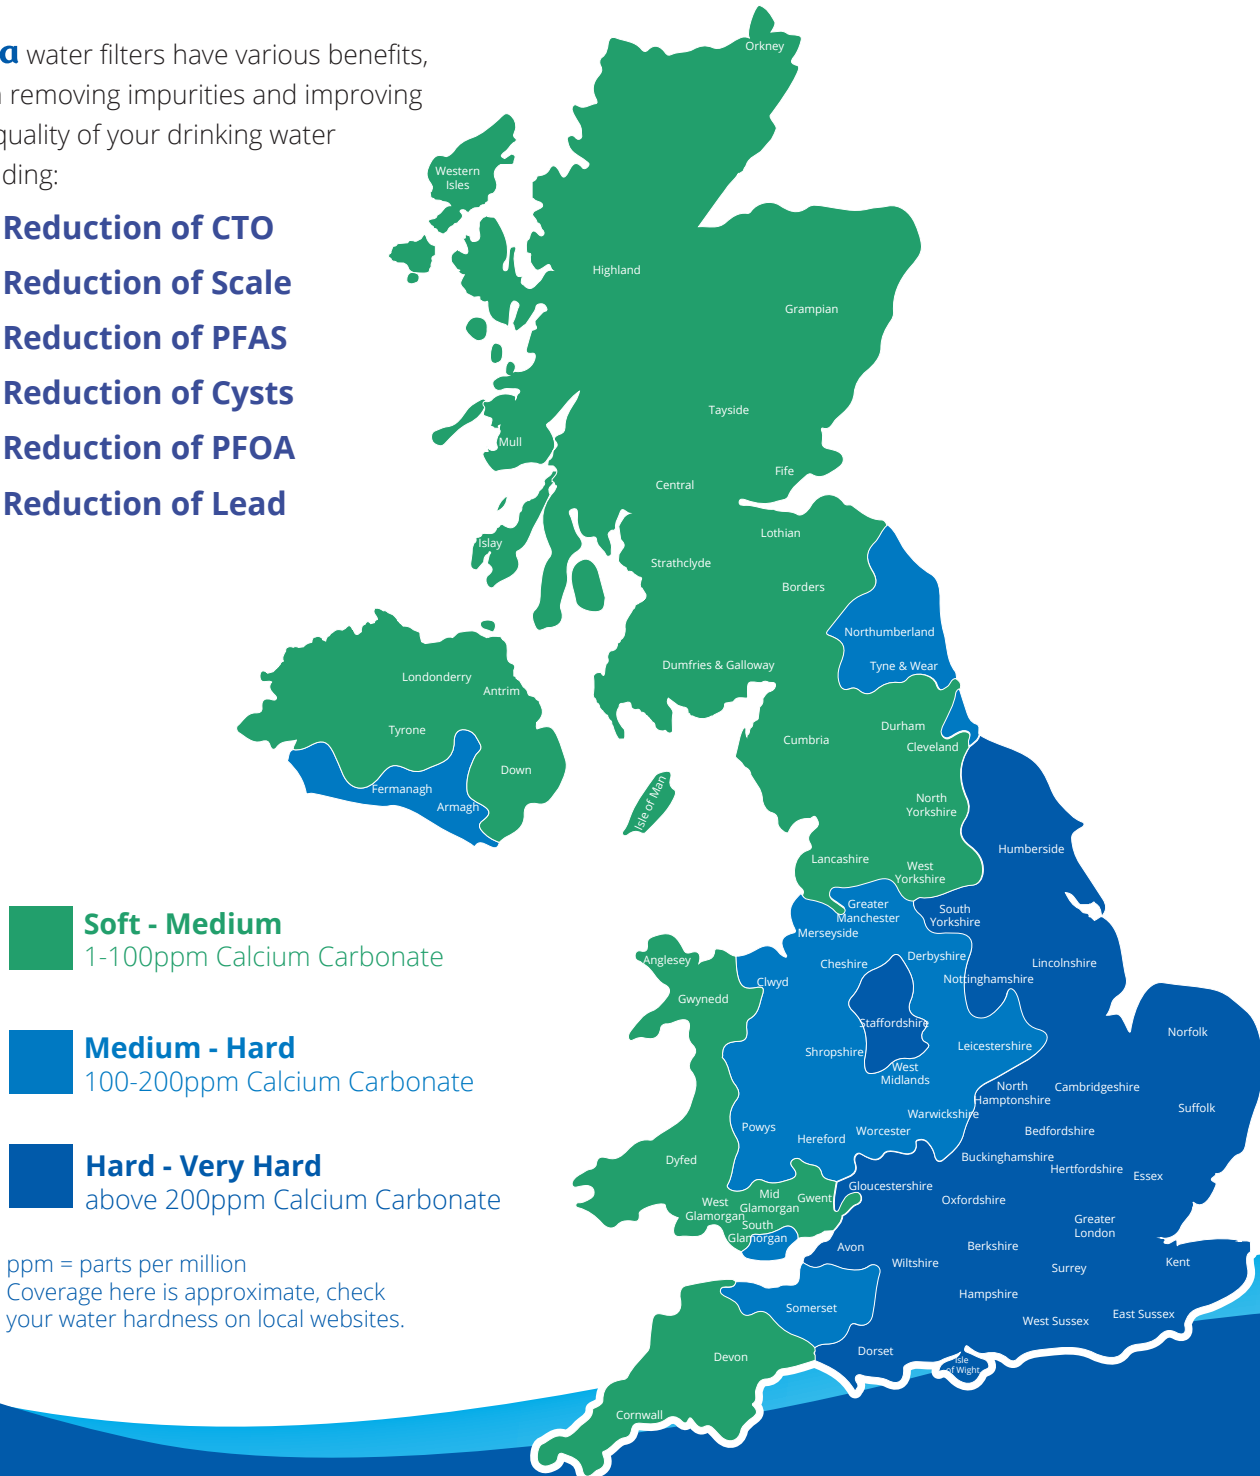 a water filters have various benefits,
removing impurities and improving
quality of your drinking water
ding:
Reduction of CTO
Reduction of Scale
Reduction of PFAS
Reduction of Cysts
Reduction of PFOA
Reduction of Lead
Orkney
Western
Isles
Highland
Grampian
Tayside
Mull
Fife
Central
Lothian
Islay
Strathclyde
Borders
Northumberland
Tyne & Wear
Dumfries & Galloway
Londonderry
Antrim
Tyrone
Down
Fermanagh
Armagh
Isle of Man
Cumbria
Durham
Cleveland
North
Yorkshire
Humberside
Lancashire
West
Yorkshire
Greater
Manchester
Merseyside
South
Yorkshire
Cheshire
Derbyshire
Nottinghamshire
Lincolnshire
Anglesey
Clwyd
Gwynedd
Staffordshire
Shropshire
Leicestershire
Norfolk
West
Midlands
North
Hamptonshire
Cambridgeshire
Suffolk
Warwickshire
Powys
Hereford
Worcester
Bedfordshire
Buckinghamshire
Hertfordshire
Essex
Dyfed
Gloucestershire
Oxfordshire
West
Glamorgan
Mid
Glamorgan
Gwent
South
Glamorgan
Greater
London
Avon
Wiltshire
Berkshire
Surrey
Kent
Hampshire
Somerset
West Sussex
East Sussex
Dorset
Isle
of Wight
Devon
Cornwall
Soft - Medium
1-100ppm Calcium Carbonate
Medium - Hard
100-200ppm Calcium Carbonate
Hard - Very Hard
above 200ppm Calcium Carbonate
ppm = parts per million
Coverage here is approximate, check
your water hardness on local websites.